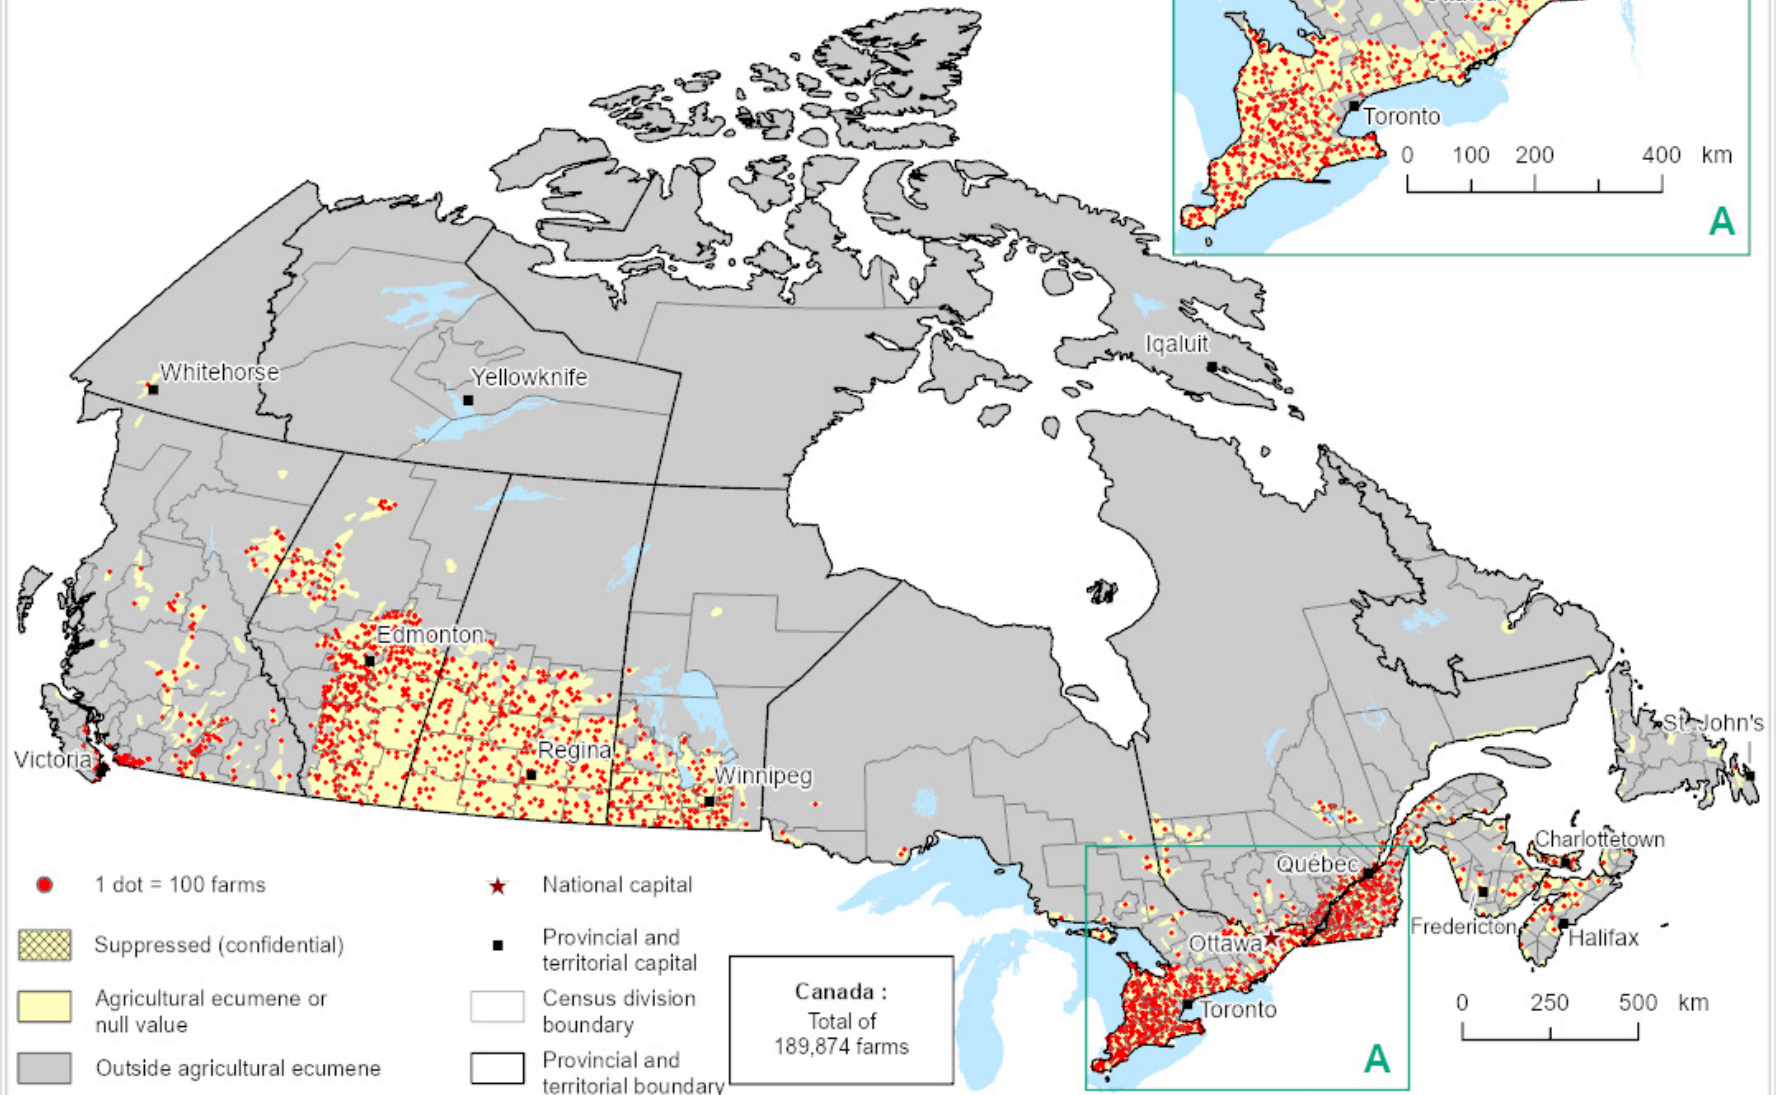 Ottawa
Toronto
0 100 200 400 km
A
Whitehorse
Yellowknife
Iqaluit
Edmonton
Victoria
Regina
Winnipeg
St. John's
Charlottetown
Québec
Fredericton
Halifax
Ottawa
Toronto
A
0 250 500 km
1 dot = 100 farms
Suppressed (confidential)
Agricultural ecumene or
null value
Outside agricultural ecumene
National capital
Provincial and
territorial capital
Census division
boundary
Provincial and
territorial boundary
Canada :
Total of
189,874 farms